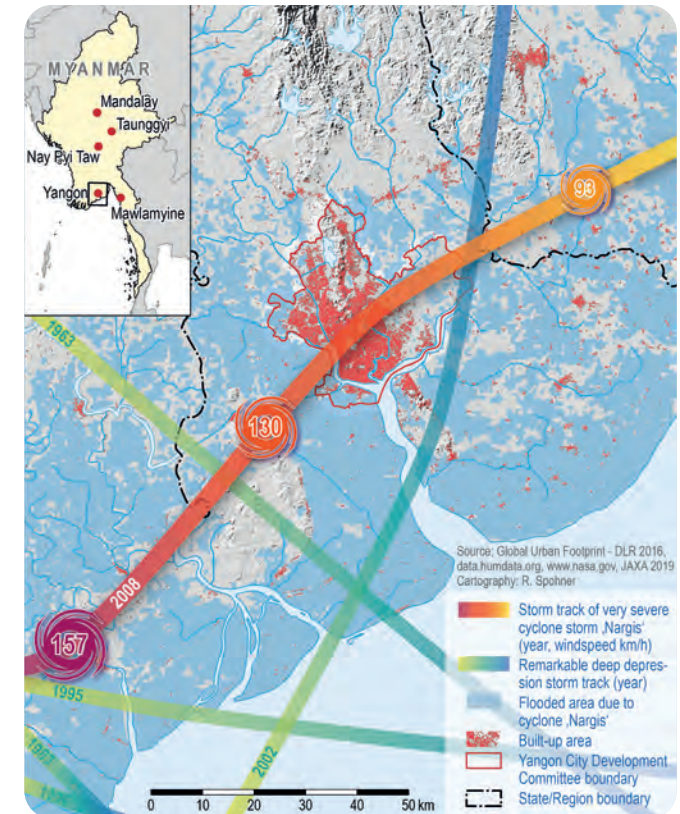 MYANMAR
Mandalay
Taunggyi
Nay Pyi Taw
Yangon
Mawlamyine
93
1963
130
2008
157
1995
2002
Source: Global Urban Footprint - DLR 2016,
data.humdata.org, www.nasa.gov, JAXA 2019
Cartography: R. Spohner
Storm track of very severe
cyclone storm ‚Nargis‘
(year, windspeed km/h)
Remarkable deep depres-
sion storm track (year)
Flooded area due to
cyclone ‚Nargis‘
Built-up area
Yangon City Development
Committee boundary
State/Region boundary
0 10 20 30 40 50 km